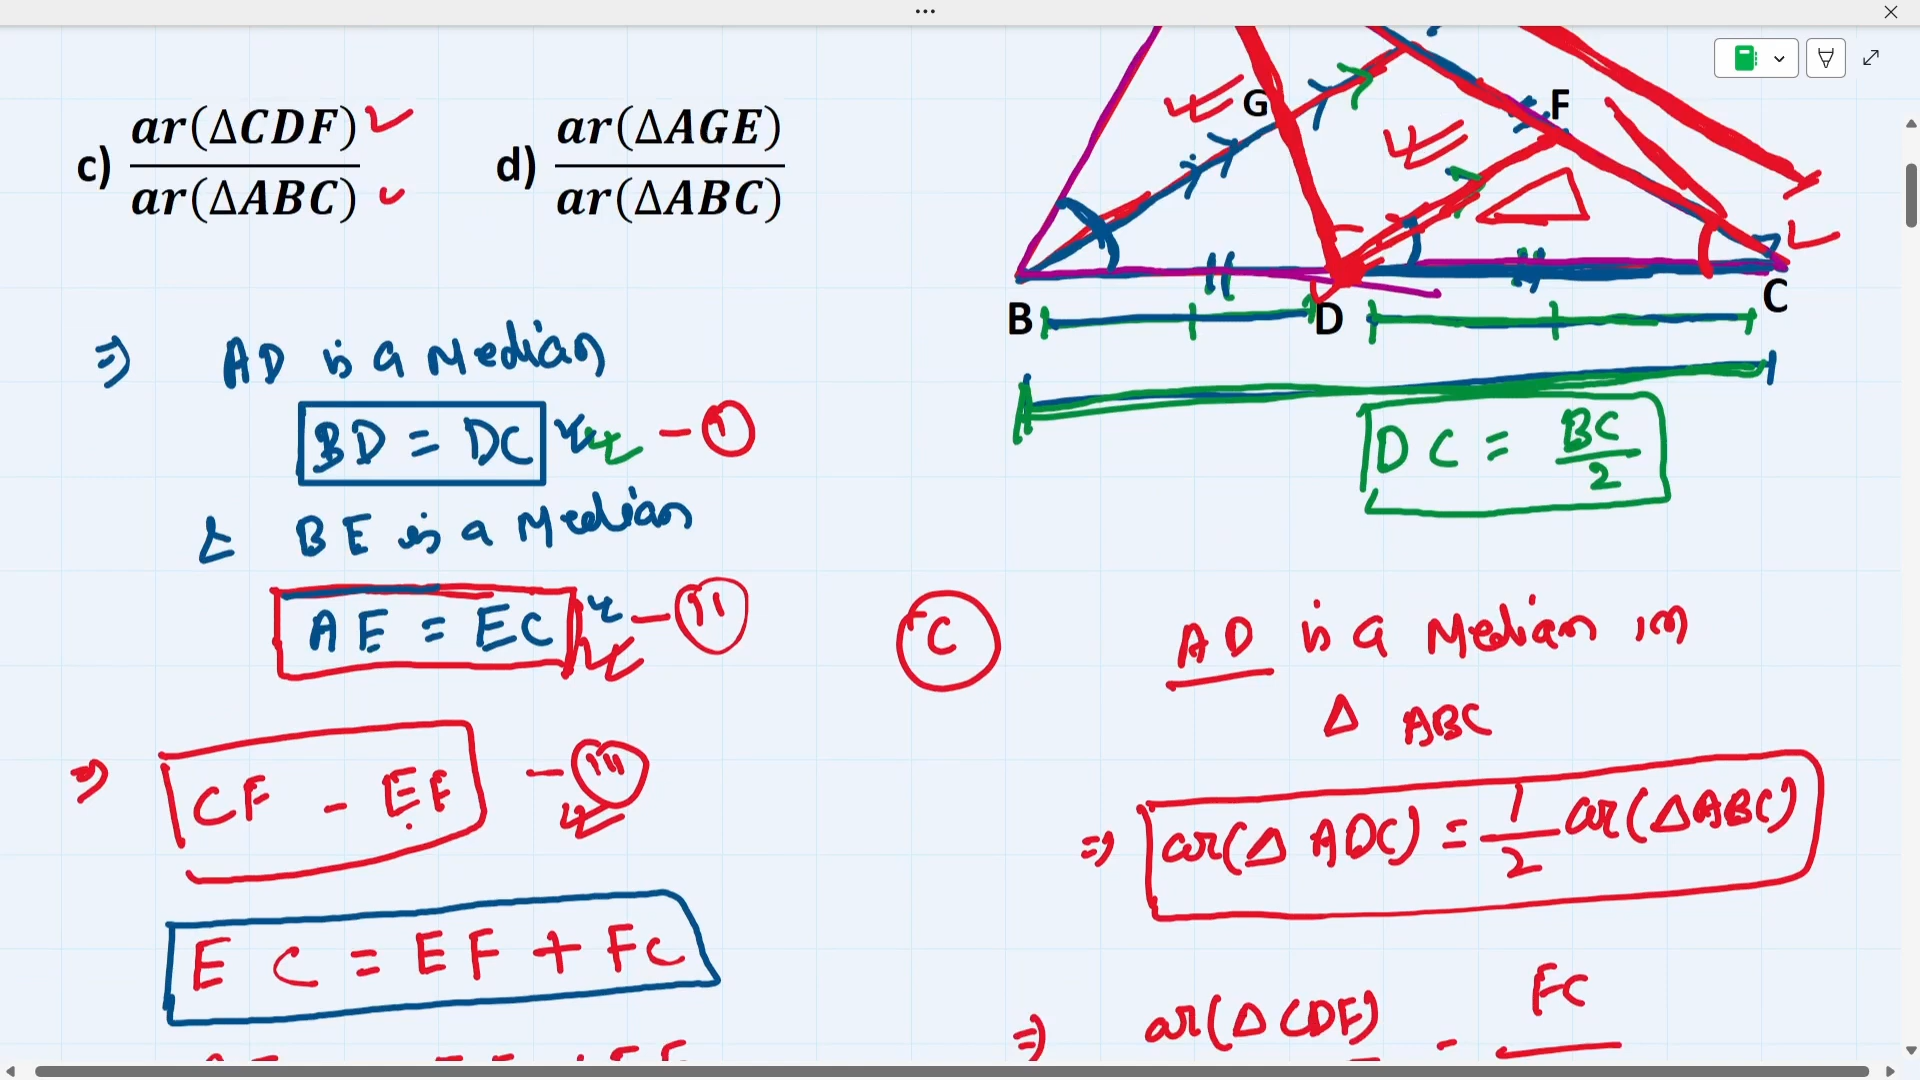 c) ar(ΔCDF) / ar(ΔABC) d) ar(ΔAGE) / ar(ΔABC)
G
F
B
D
C
DC = BC/2
⇒ AD is a Median
BD = DC - (i)
& BE is a Median
AE = EC - (ii)
⇒ CF - EF - (iii)
EC = EF + FC
(C) AD is a Median in
Δ ABC
⇒ ar(Δ ADC) = 1/2 ar(ΔABC)
⇒ ar(Δ CDF) = FC